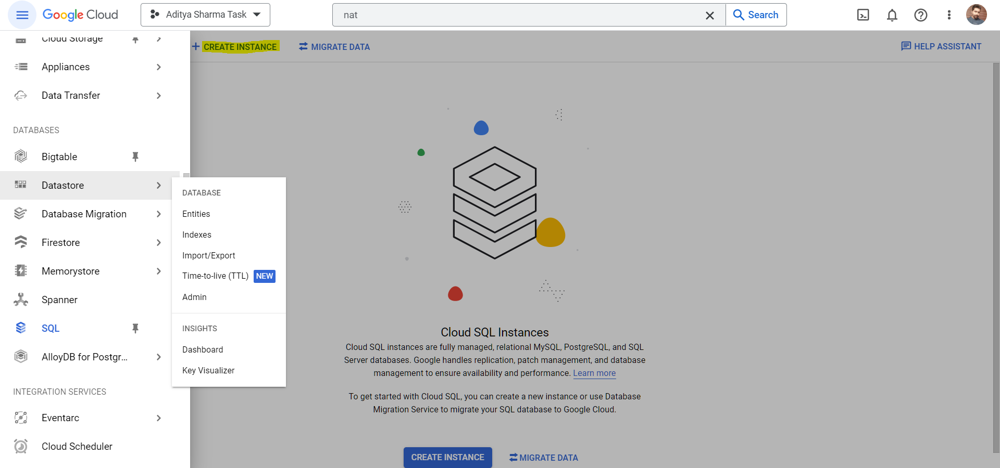 Google Cloud
Aditya Sharma Task
nat
Search
Cloud Storage
Appliances
Data Transfer
DATABASES
Bigtable
Datastore
Database Migration
Firestore
Memorystore
Spanner
SQL
AlloyDB for Postgr...
INTEGRATION SERVICES
Eventarc
Cloud Scheduler
DATABASE
Entities
Indexes
Import/Export
Time-to-live (TTL) NEW
Admin
INSIGHTS
Dashboard
Key Visualizer
CREATE INSTANCE
MIGRATE DATA
HELP ASSISTANT
Cloud SQL Instances
Cloud SQL instances are fully managed, relational MySQL, PostgreSQL, and SQL
Server databases. Google handles replication, patch management, and database
management to ensure availability and performance. Learn more
To get started with Cloud SQL, you can create a new instance or use Database
Migration Service to migrate your SQL database to Google Cloud.
CREATE INSTANCE
MIGRATE DATA